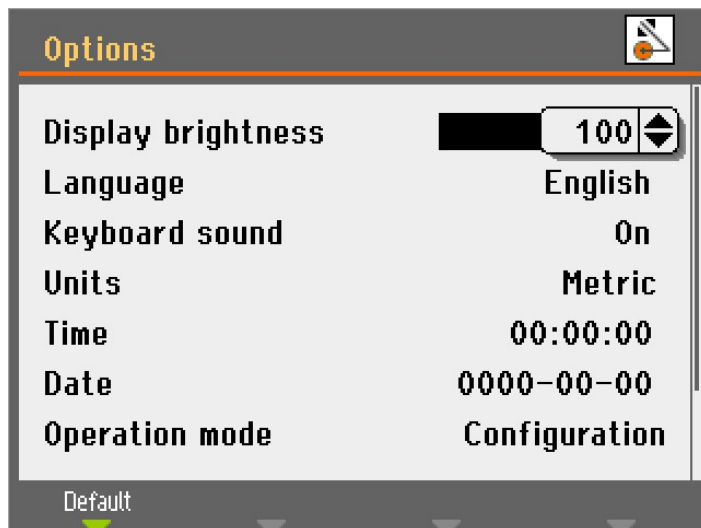 Options
Display brightness 100
Language English
Keyboard sound On
Units Metric
Time 00:00:00
Date 0000-00-00
Operation mode Configuration
Default